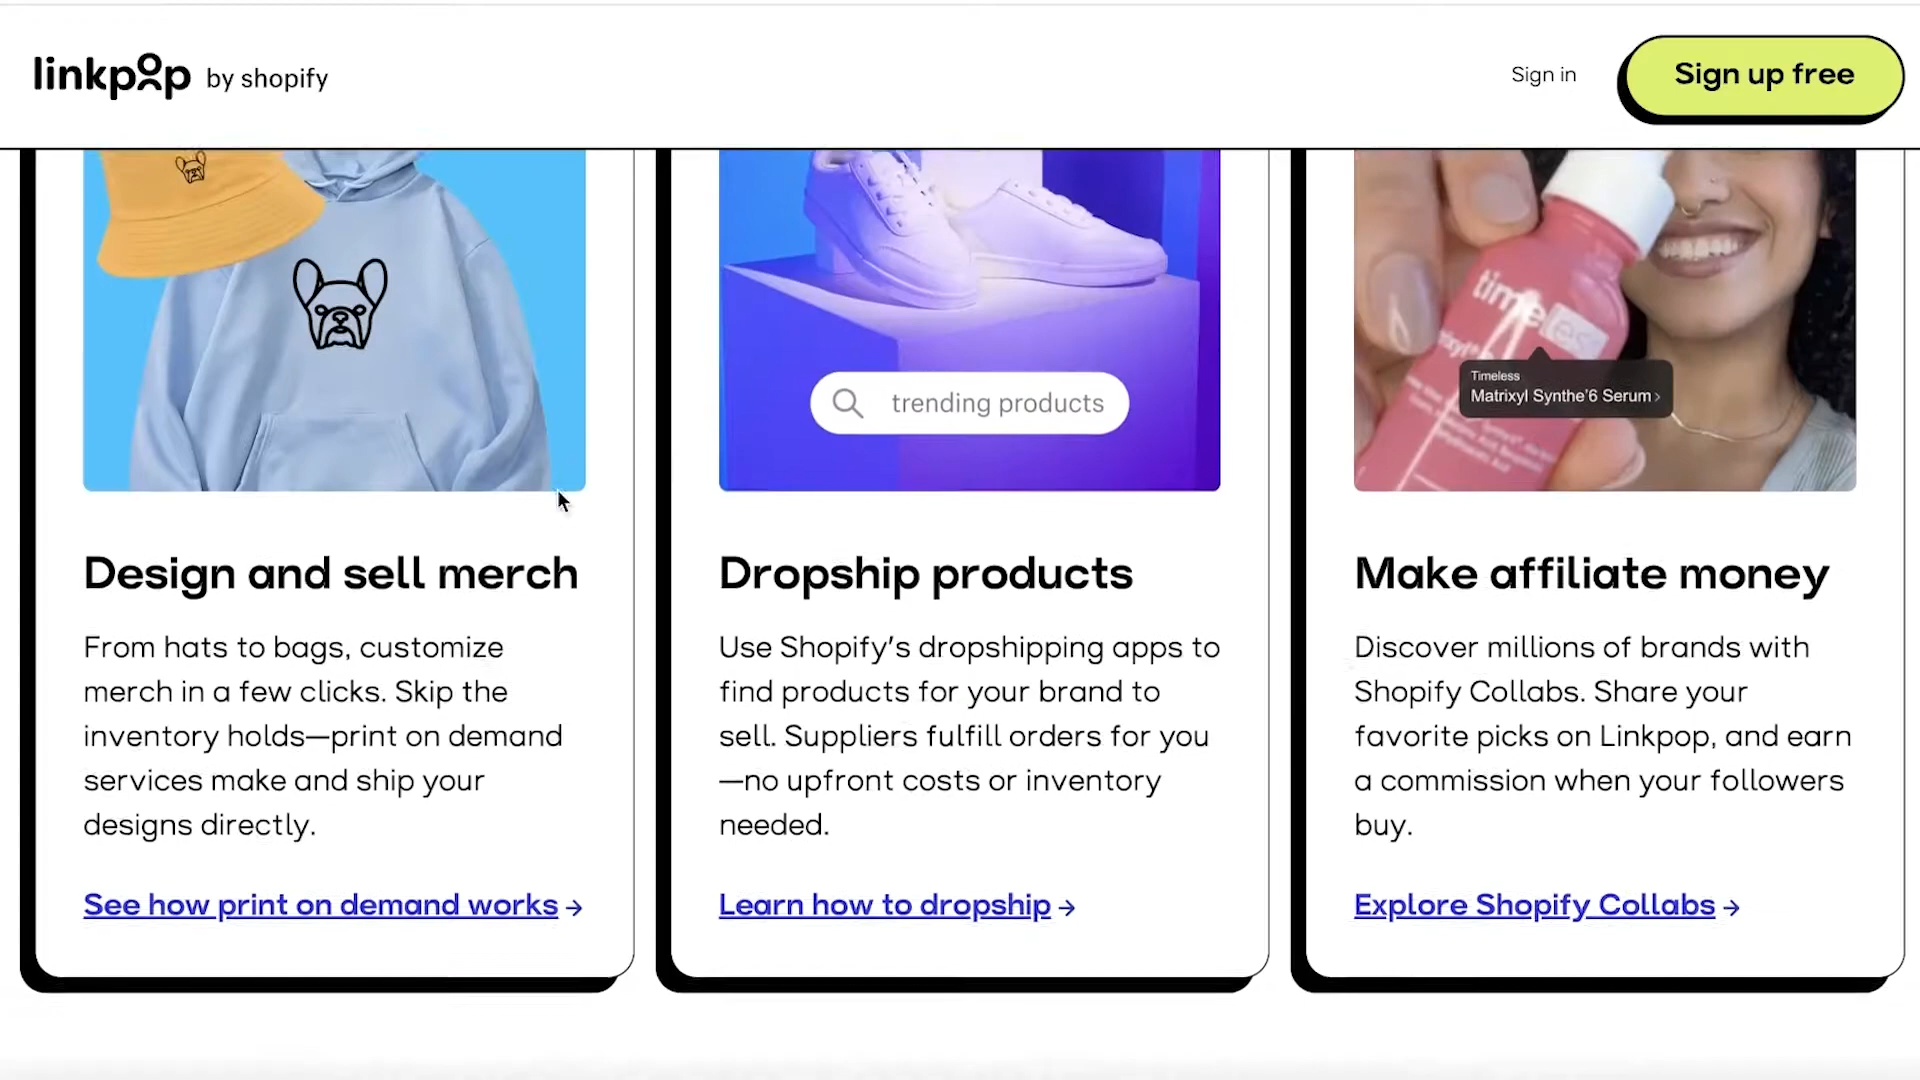 linkpop by shopify
Sign in
Sign up free
trending products
Timeless
Matrixyl Synthe'6 Serum ›
Design and sell merch
From hats to bags, customize
merch in a few clicks. Skip the
inventory holds—print on demand
services make and ship your
designs directly.
See how print on demand works →
Dropship products
Use Shopify's dropshipping apps to
find products for your brand to
sell. Suppliers fulfill orders for you
—no upfront costs or inventory
needed.
Learn how to dropship →
Make affiliate money
Discover millions of brands with
Shopify Collabs. Share your
favorite picks on Linkpop, and earn
a commission when your followers
buy.
Explore Shopify Collabs →